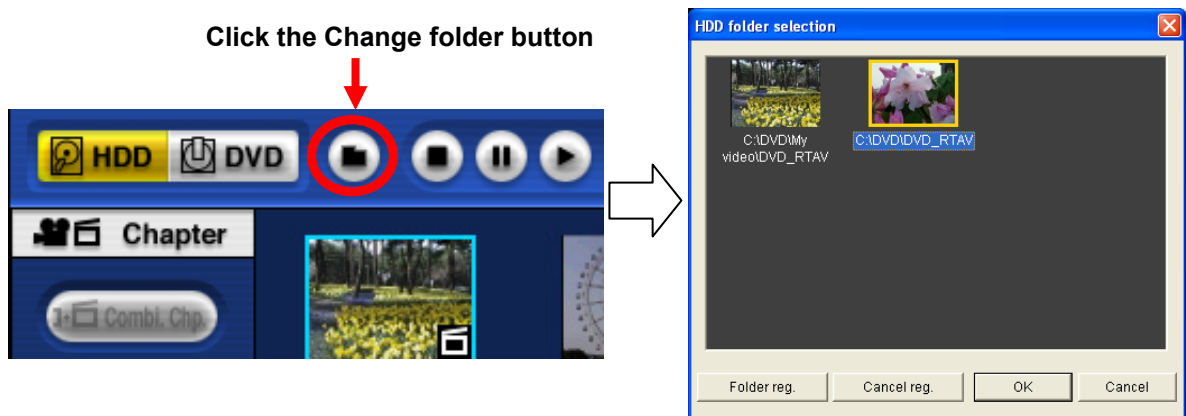 Click the Change folder button
HDD DVD
Chapter
Combi. Chp.
HDD folder selection
C:\DVD\My
video\DVD_RTAV
C:\DVD\DVD_RTAV
Folder reg. Cancel reg. OK Cancel